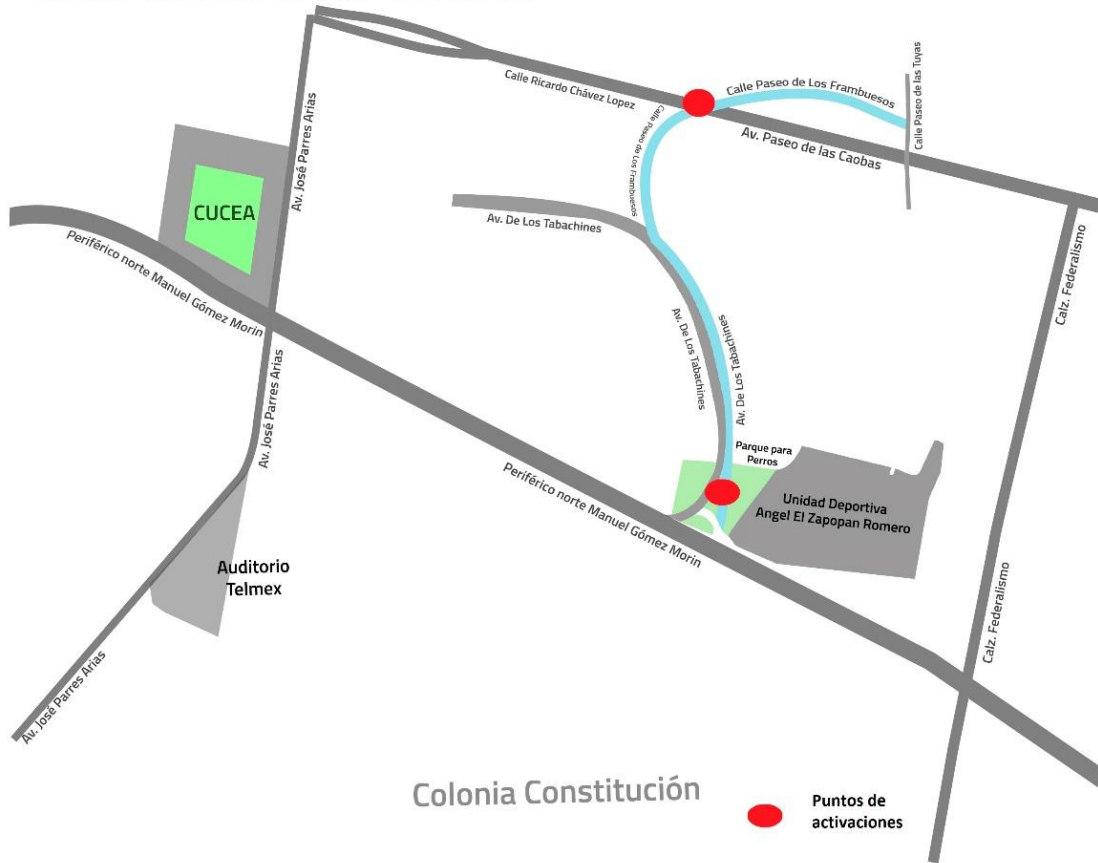 Calle Ricardo Chávez Lopez
Calle Paseo de Los Frambuesos
Calle Paseo de las Tuyas
Calle Paseo de Los Frambuesos
Av. Paseo de las Caobas
Av. José Parres Arias
CUCEA
Av. De Los Tabachines
Calz. Federalismo
Periférico norte Manuel Gómez Morin
Av. De Los Tabachines
Av. De Los Tabachines
Av. José Parres Arias
Parque para
Perros
Periférico norte Manuel Gómez Morin
Unidad Deportiva
Angel El Zapopan Romero
Auditorio
Telmex
Calz. Federalismo
Av. José Parres Arias
Colonia Constitución
Puntos de
activaciones